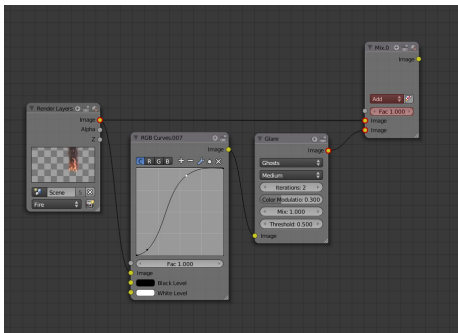 Mix.0
Image
Add
Fac 1.000
Image
Image
Render Layers
Image
Alpha
Z
Scene 5
Fire
RGB Curves.007
Image
C R G B
Fac 1.000
Image
Black Level
White Level
Glare
Image
Ghosts
Medium
Iterations: 2
Color Modulatio: 0.300
Mix: 1.000
Threshold: 0.500
Image